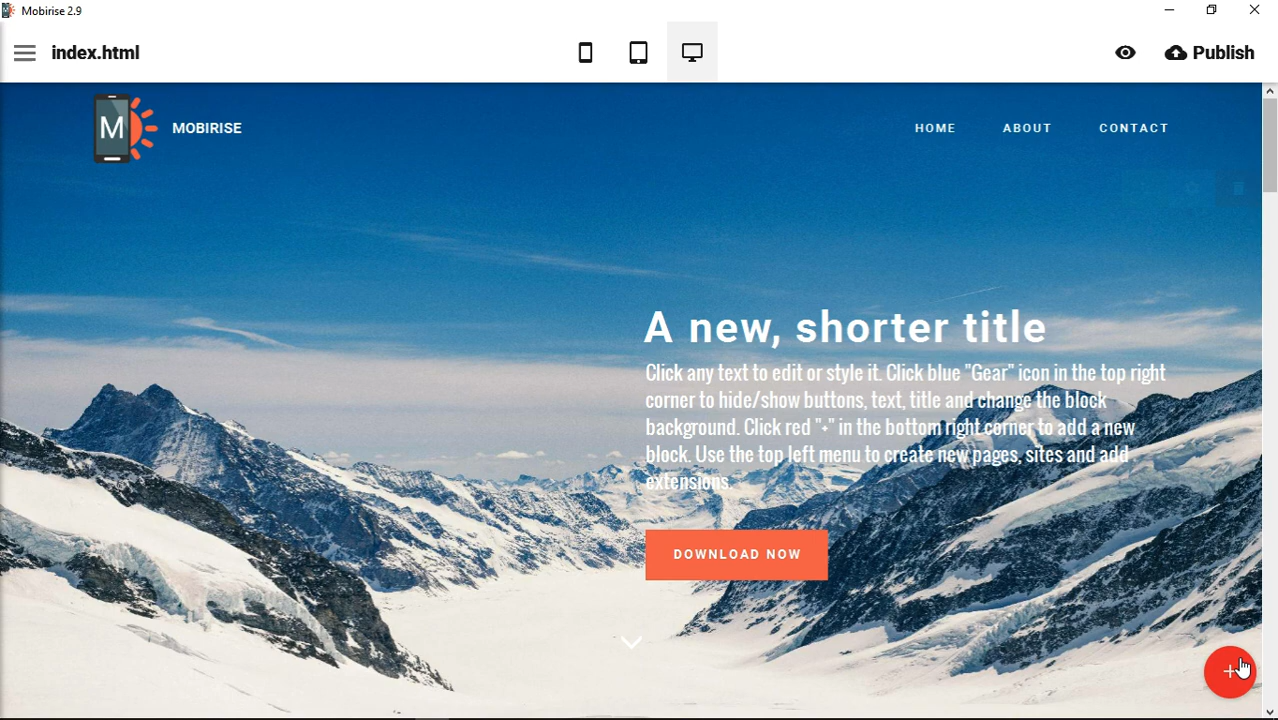 Mobirise 2.9
index.html
Publish
M
MOBIRISE
HOME
ABOUT
CONTACT
A new, shorter title
Click any text to edit or style it. Click blue "Gear" icon in the top right
corner to hide/show buttons, text, title and change the block
background. Click red "+" in the bottom right corner to add a new
block. Use the top left menu to create new pages, sites and add
extensions.
DOWNLOAD NOW